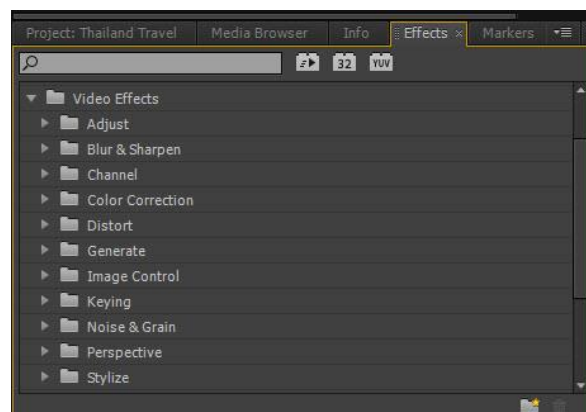 Project: Thailand Travel Media Browser Info Effects × Markers
32 YUV
Video Effects
Adjust
Blur & Sharpen
Channel
Color Correction
Distort
Generate
Image Control
Keying
Noise & Grain
Perspective
Stylize